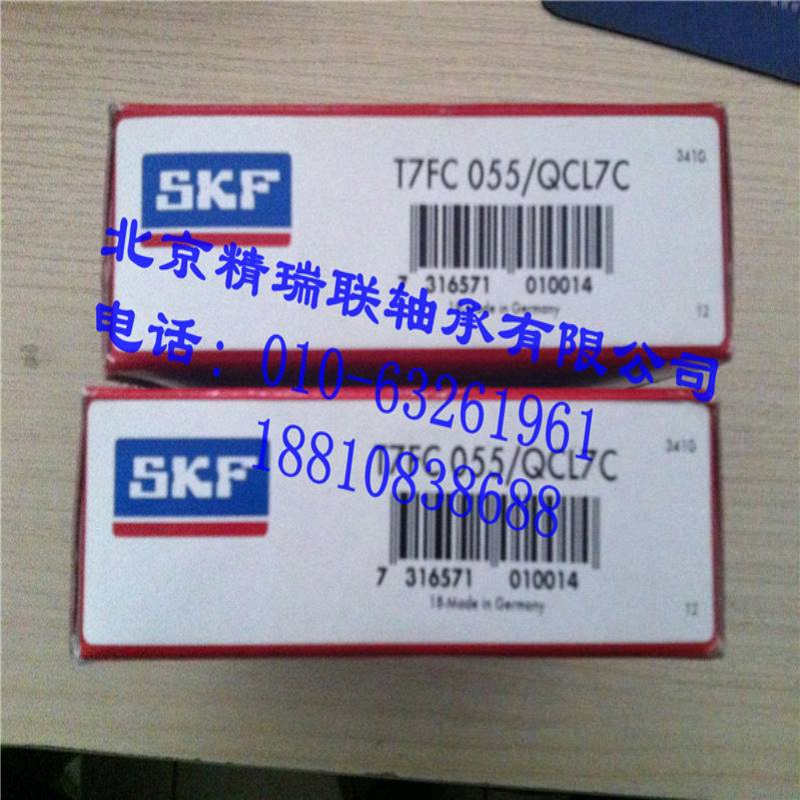 SKF
T7FC 055/QCL7C
341G
7 316571 010014
Made in Germany
12
北京精瑞联轴承有限公司
电话：010-63261961
18810838688
SKF
T7FC 055/QCL7C
341G
7 316571 010014
18-Made in Germany
12